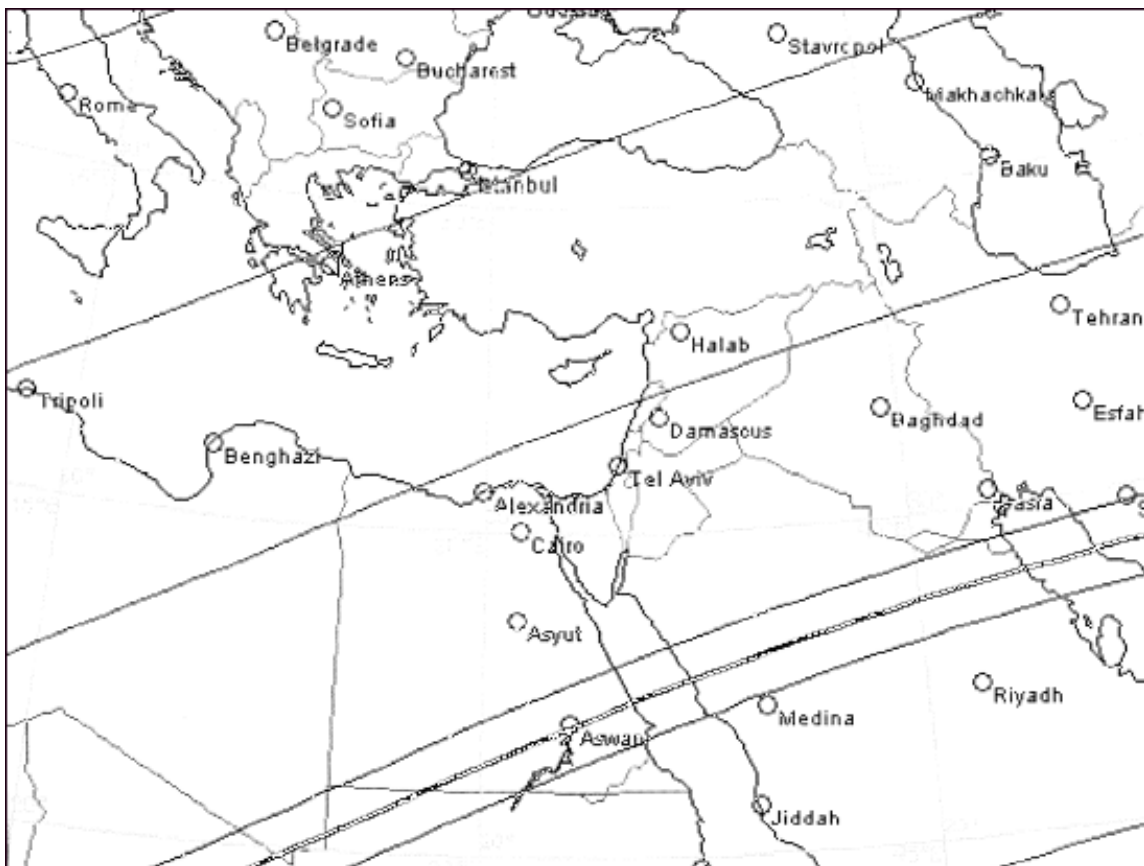 Belgrade
Bucharest
Stavropol
Rome
Sofia
Makhachkala
Istanbul
Baku
Athens
Tehran
Halab
Tripoli
Damascus
Baghdad
Esfah
Benghazi
Tel Aviv
Alexandria
Cairo
S
Asyut
Riyadh
Medina
Aswan
Jiddah